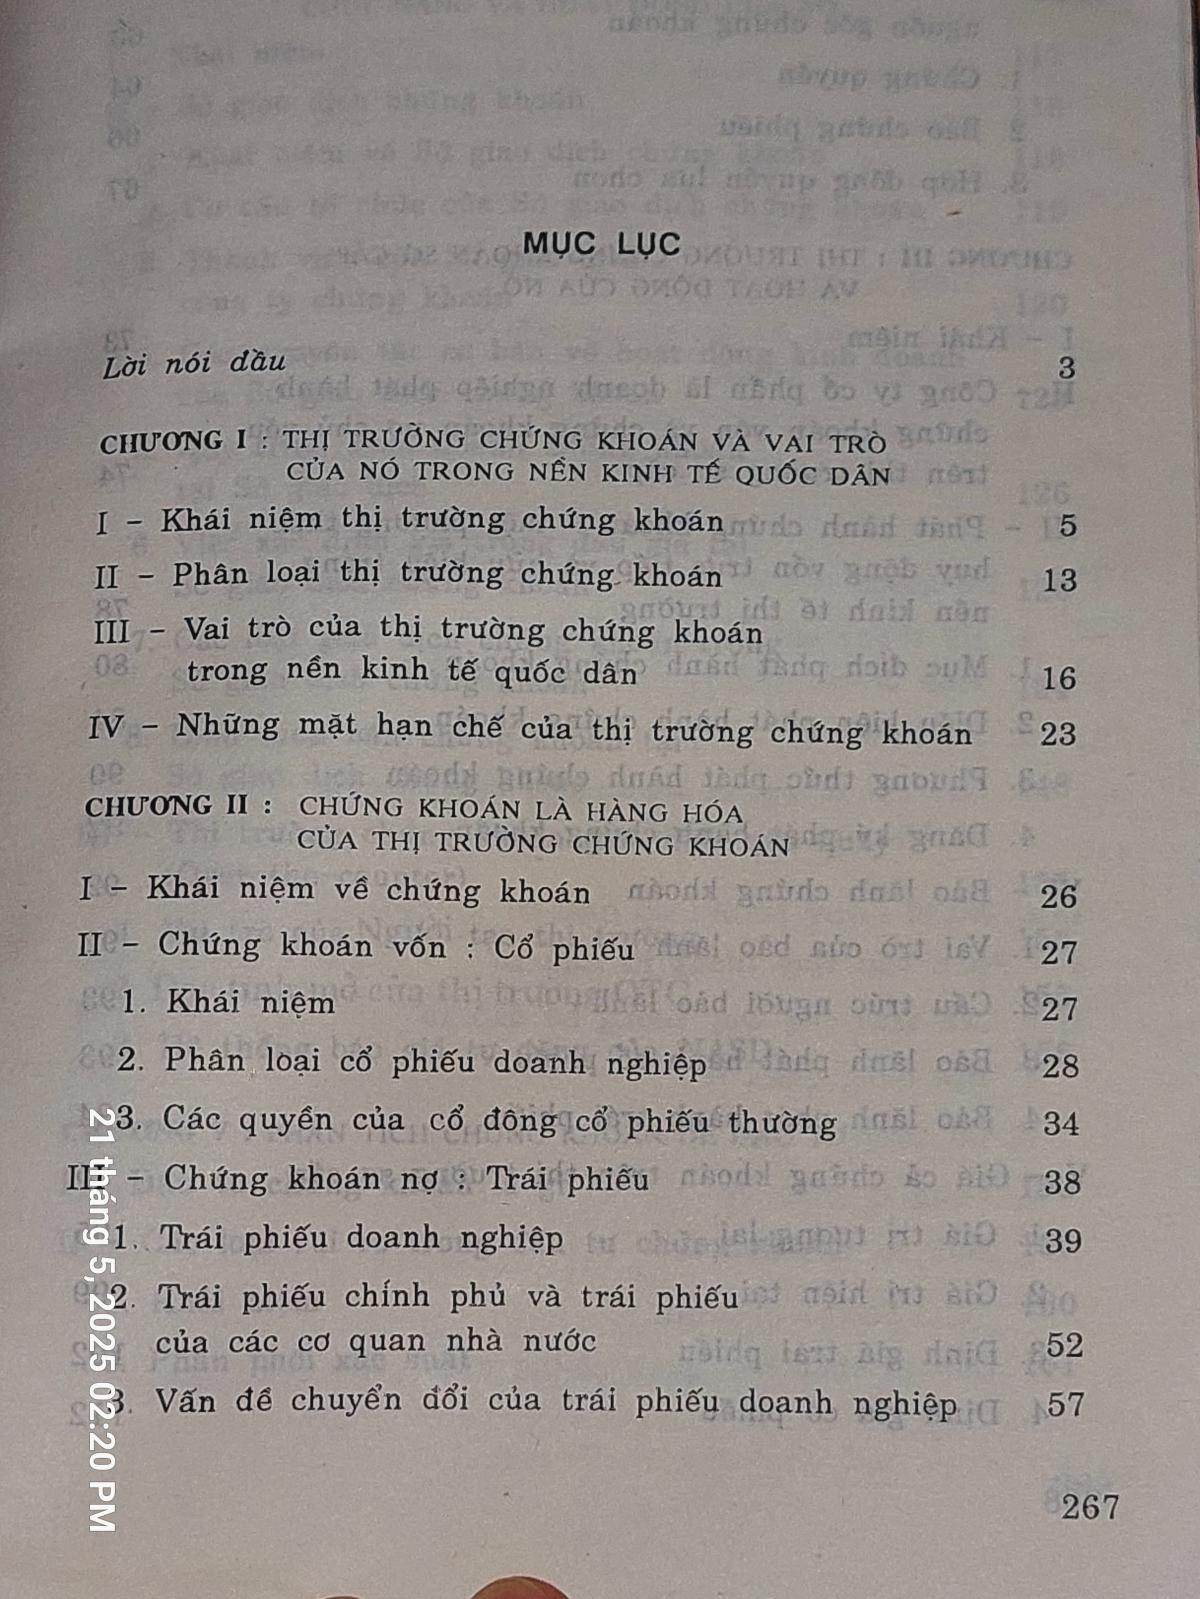 MỤC LỤC
Lời nói đầu 3
CHƯƠNG I : THỊ TRƯỜNG CHỨNG KHOÁN VÀ VAI TRÒ
CỦA NÓ TRONG NỀN KINH TẾ QUỐC DÂN
I – Khái niệm thị trường chứng khoán 5
II – Phân loại thị trường chứng khoán 13
III – Vai trò của thị trường chứng khoán
trong nền kinh tế quốc dân 16
IV – Những mặt hạn chế của thị trường chứng khoán 23
CHƯƠNG II : CHỨNG KHOÁN LÀ HÀNG HÓA
CỦA THỊ TRƯỜNG CHỨNG KHOÁN
I – Khái niệm về chứng khoán 26
II – Chứng khoán vốn : Cổ phiếu 27
1. Khái niệm 27
2. Phân loại cổ phiếu doanh nghiệp 28
3. Các quyền của cổ đông cổ phiếu thường 34
III – Chứng khoán nợ : Trái phiếu 38
1. Trái phiếu doanh nghiệp 39
2. Trái phiếu chính phủ và trái phiếu
của các cơ quan nhà nước 52
3. Vấn đề chuyển đổi của trái phiếu doanh nghiệp 57
267
21 tháng 5, 2025 02:20 PM